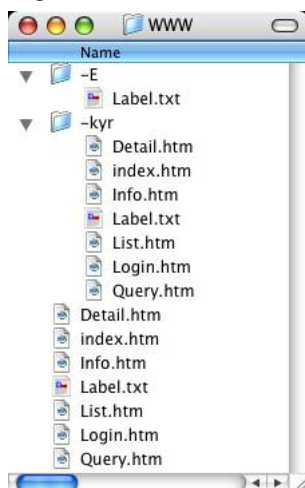 WWW
Name
-E
Label.txt
-kyr
Detail.htm
index.htm
Info.htm
Label.txt
List.htm
Login.htm
Query.htm
Detail.htm
index.htm
Info.htm
Label.txt
List.htm
Login.htm
Query.htm